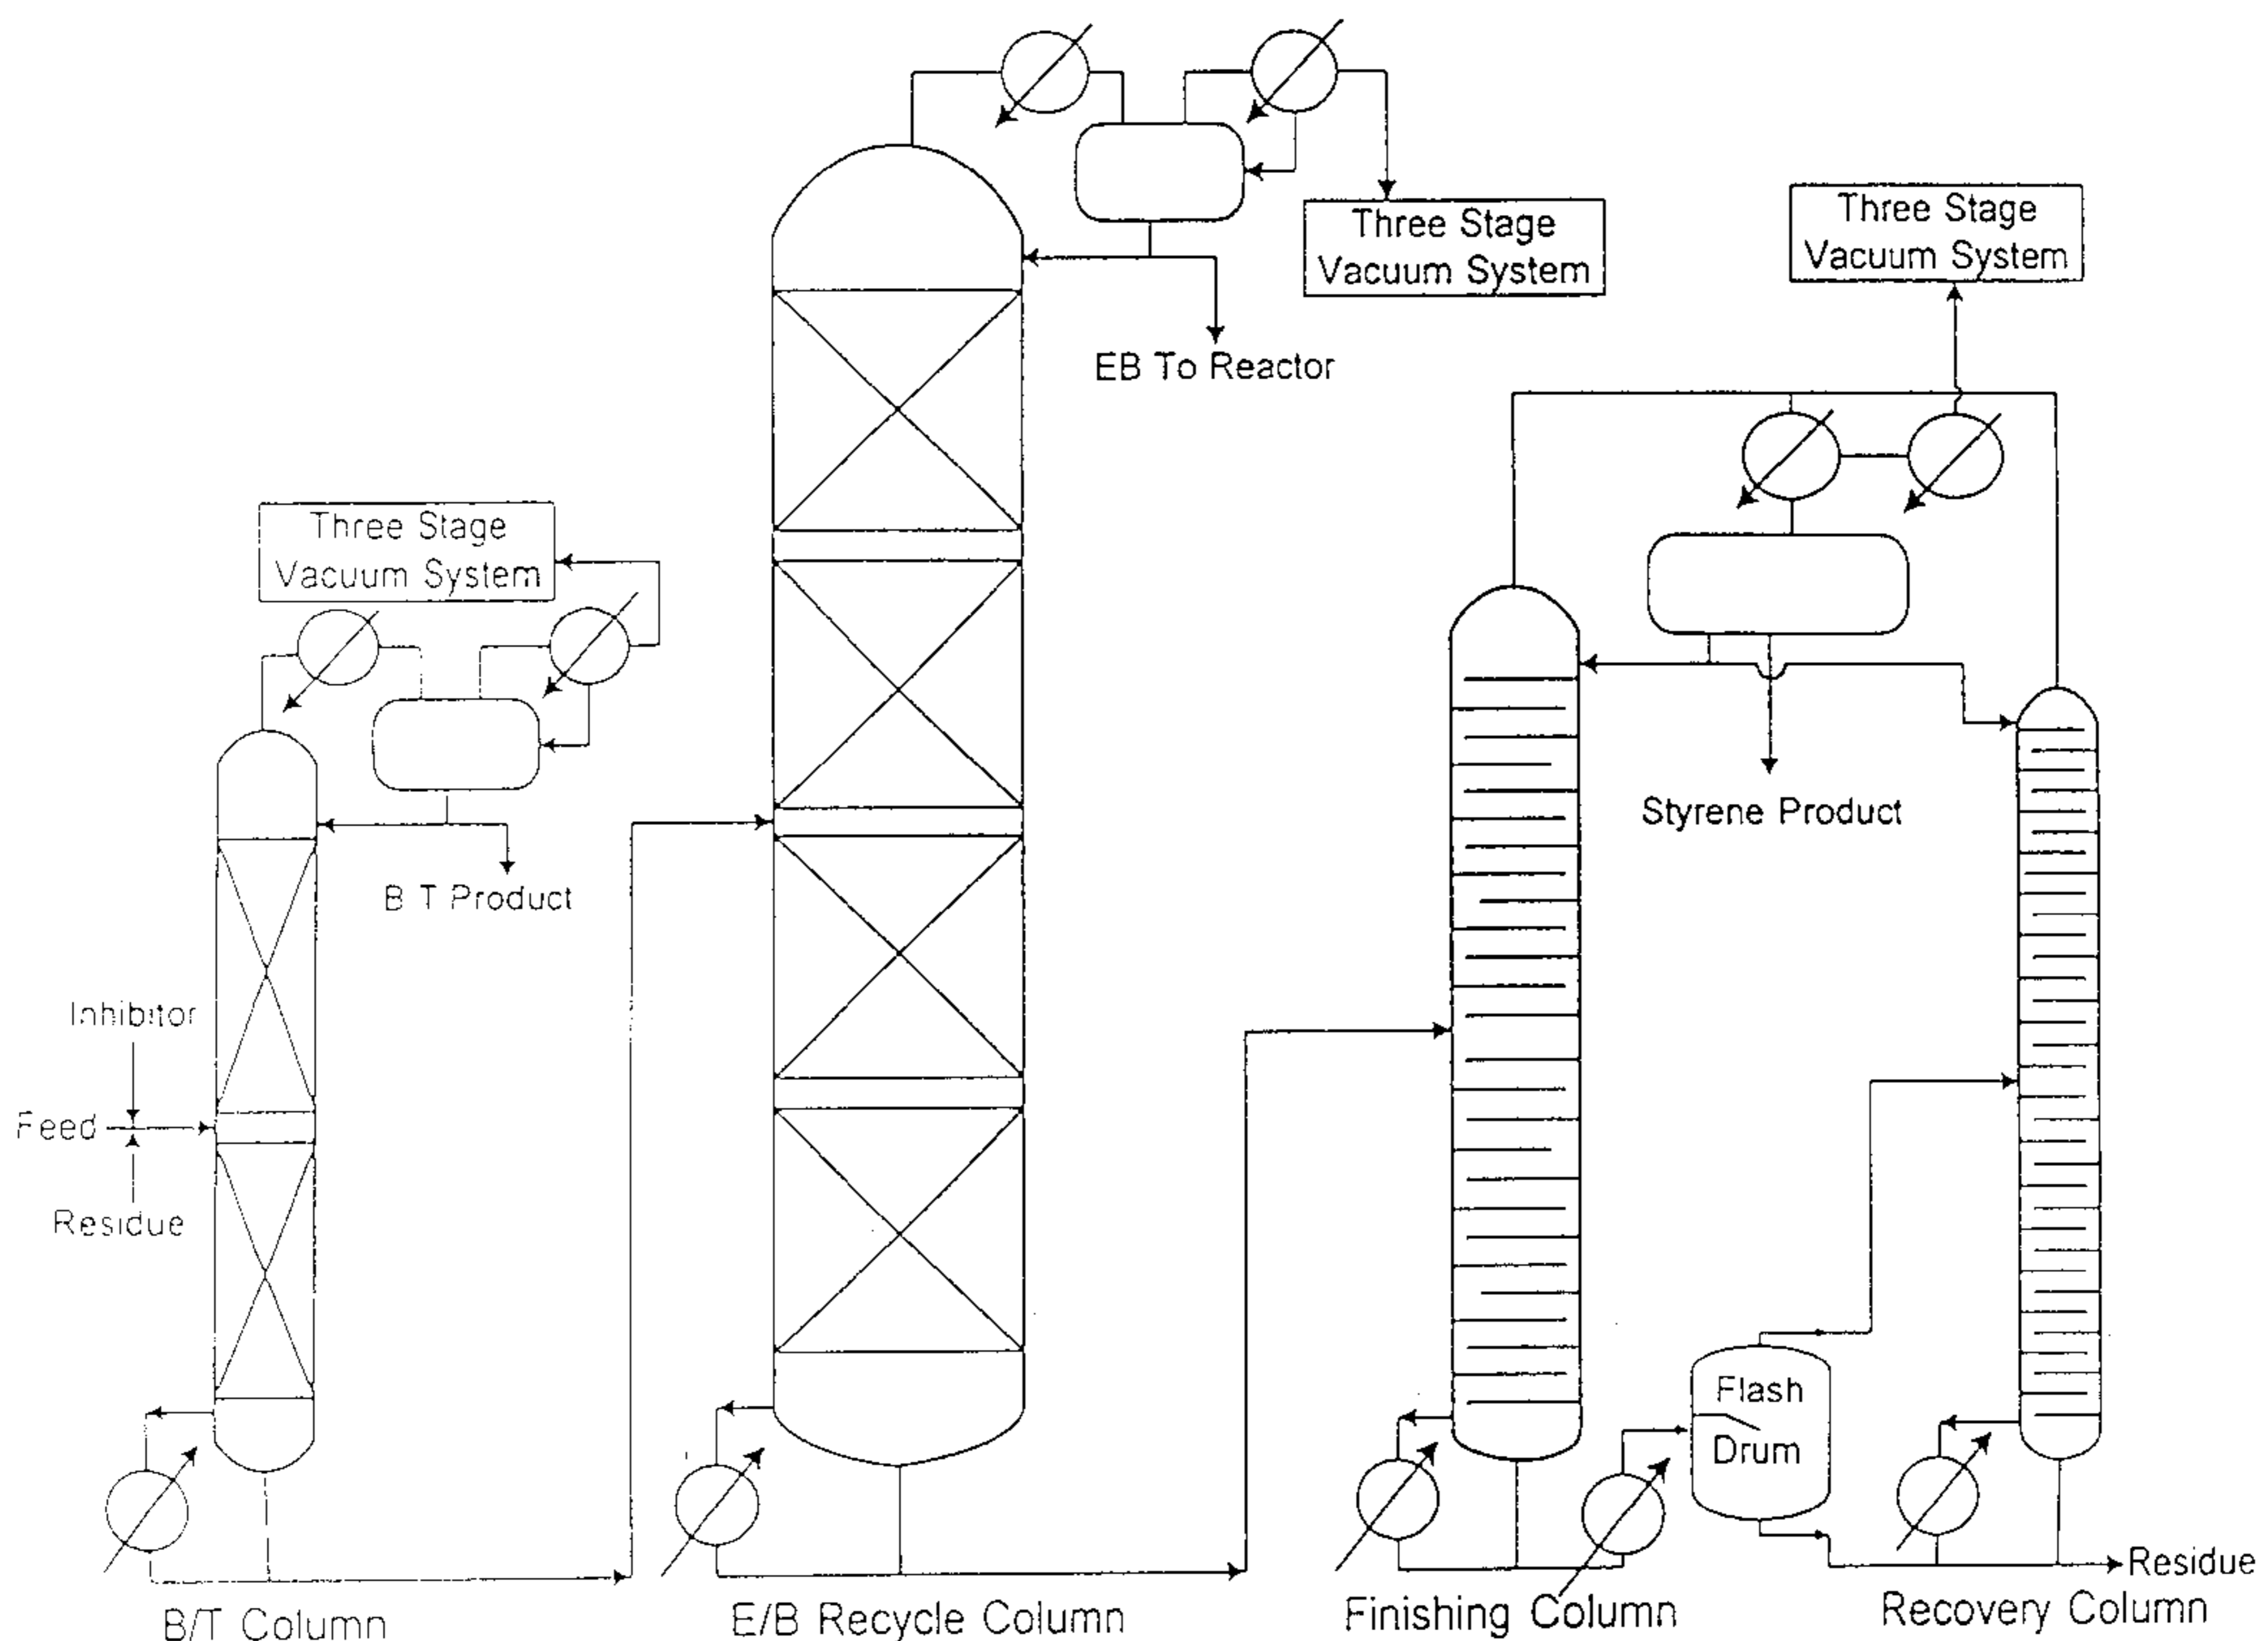 Three Stage
Vacuum System
Three Stage
Vacuum System
EB To Reactor
Three Stage
Vacuum System
Styrene Product
B T Product
Inhibitor
Feed
Residue
Flash
Drum
Residue
B/T Column
E/B Recycle Column
Finishing Column
Recovery Column